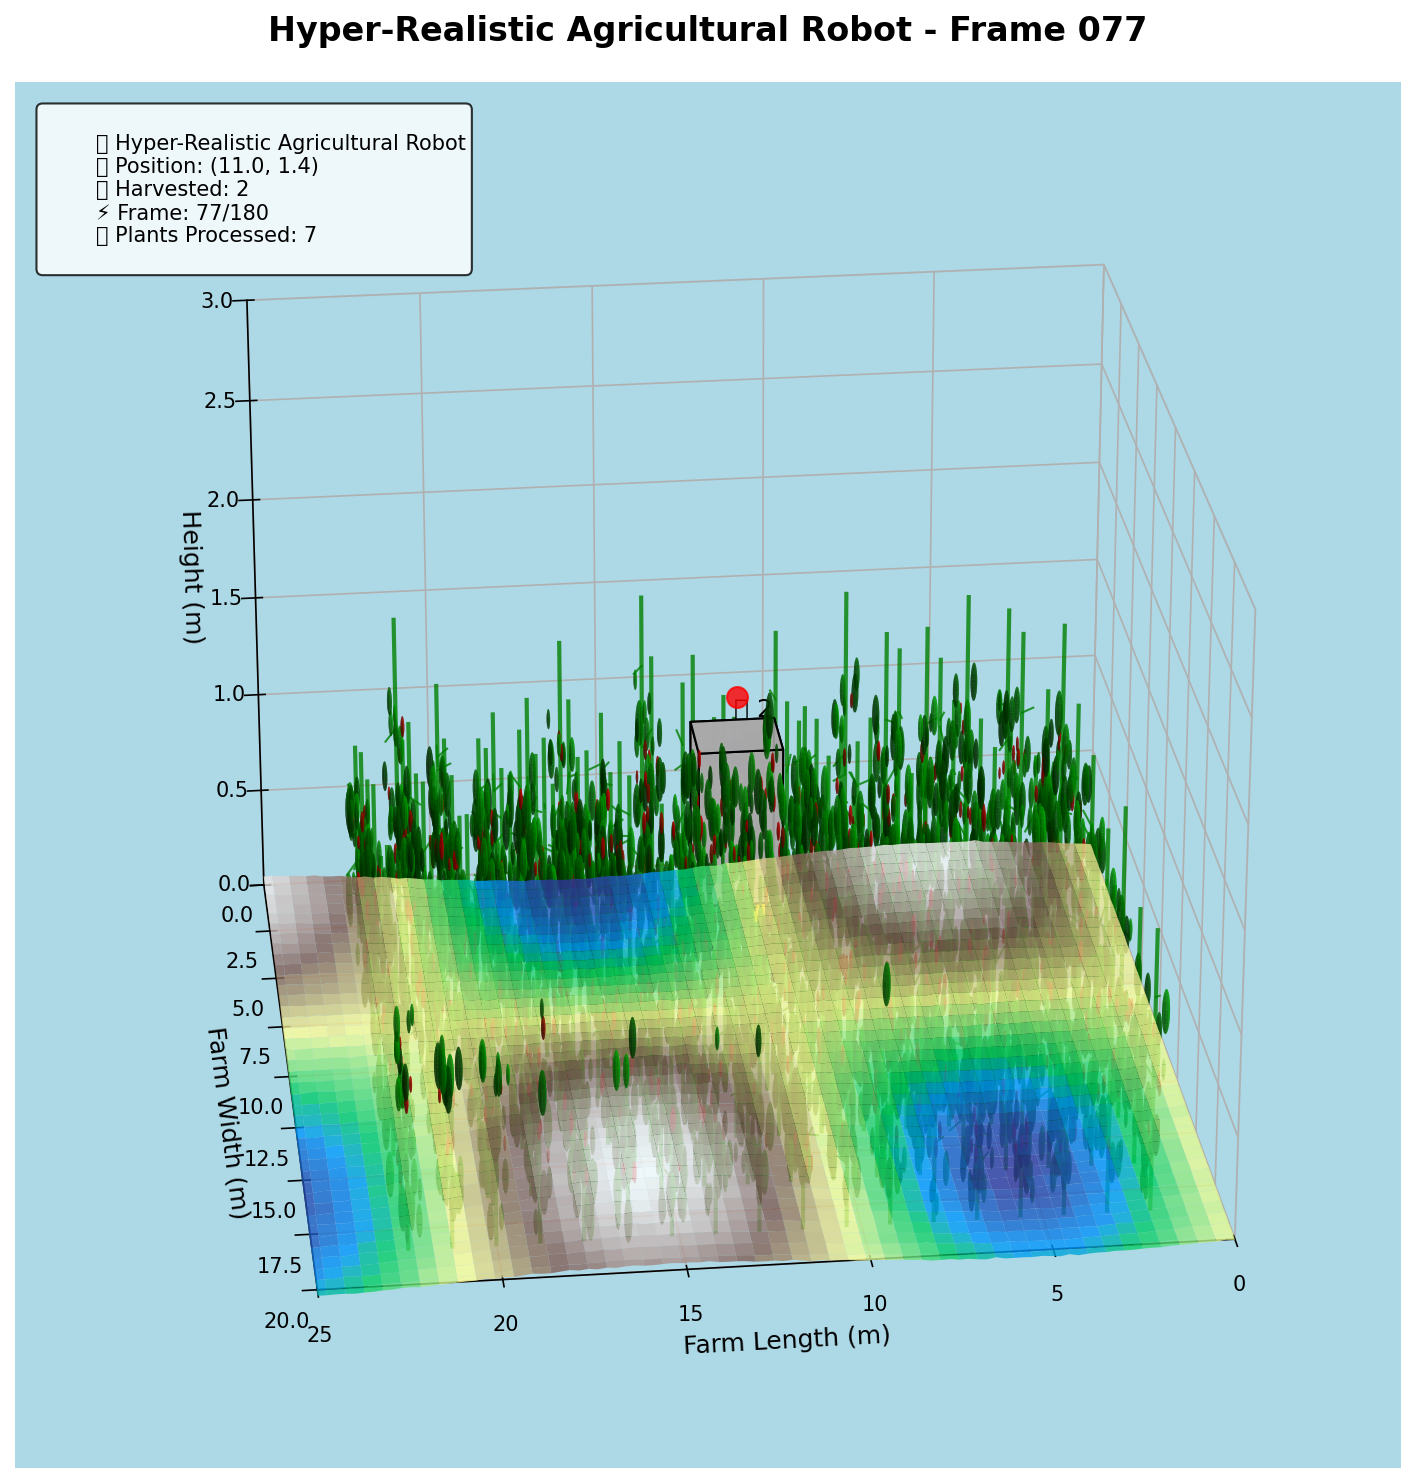 Hyper-Realistic Agricultural Robot - Frame 077
▯ Hyper-Realistic Agricultural Robot
▯ Position: (11.0, 1.4)
▯ Harvested: 2
⚡ Frame: 77/180
▯ Plants Processed: 7
3.0
2.5
2.0
1.5
1.0
0.5
0.0
Height (m)
2
0.0
2.5
5.0
7.5
10.0
12.5
15.0
17.5
20.0
Farm Width (m)
25
20
15
10
5
0
Farm Length (m)